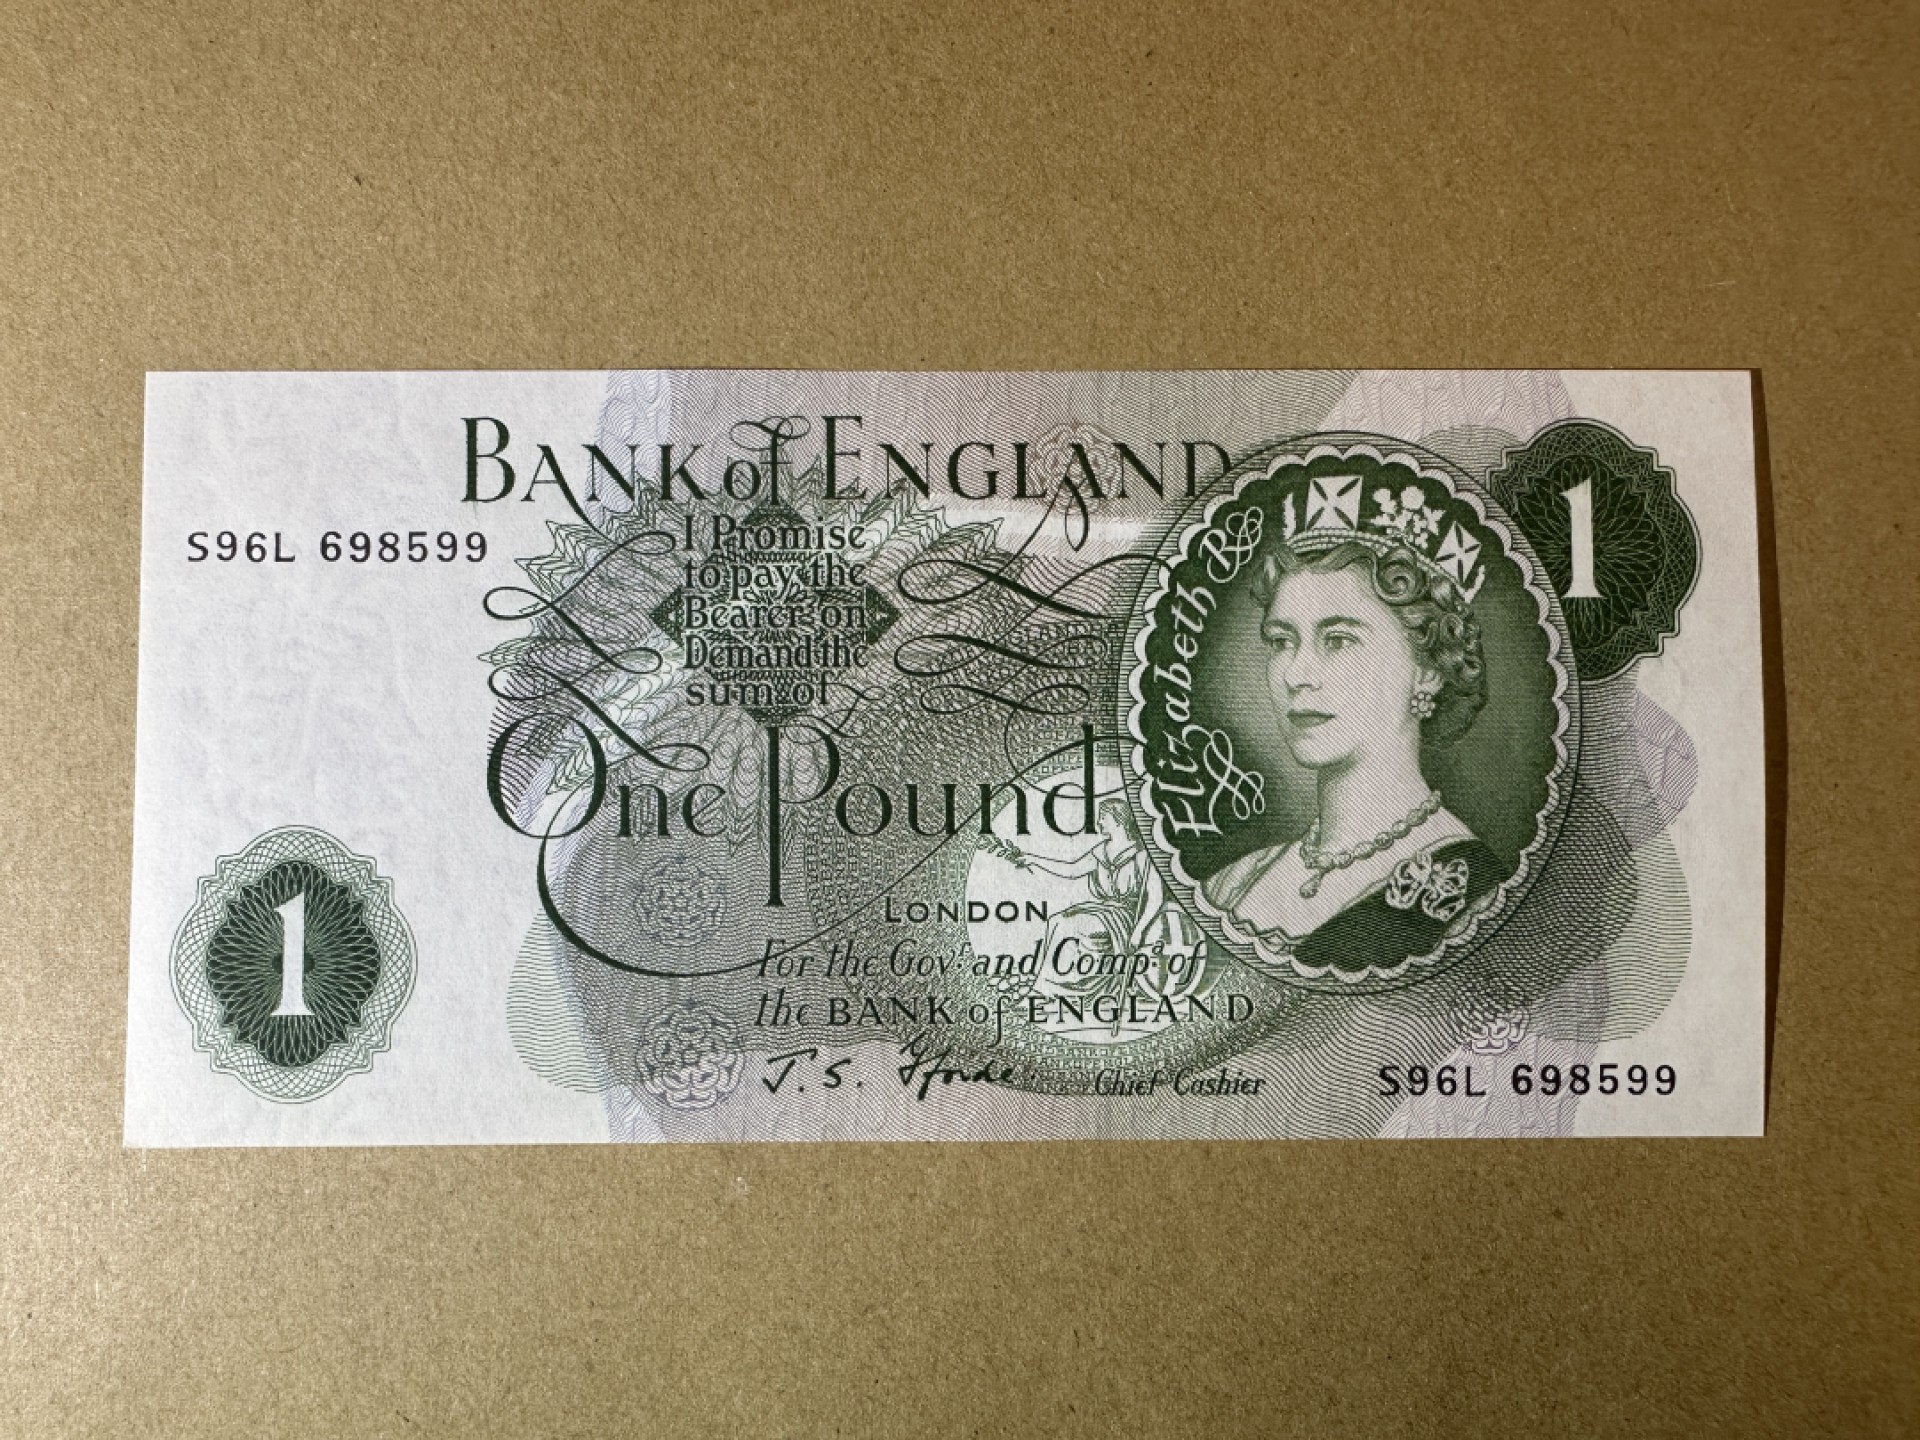 BANK of ENGLAND
S96L 698599
I Promise
to pay the
Bearer on
Demand the
sum of
One Pound
Elizabeth R
1
LONDON
For the Govr. and Compa. of
the BANK of ENGLAND
J. S. Fforde
Chief Cashier
1
S96L 698599